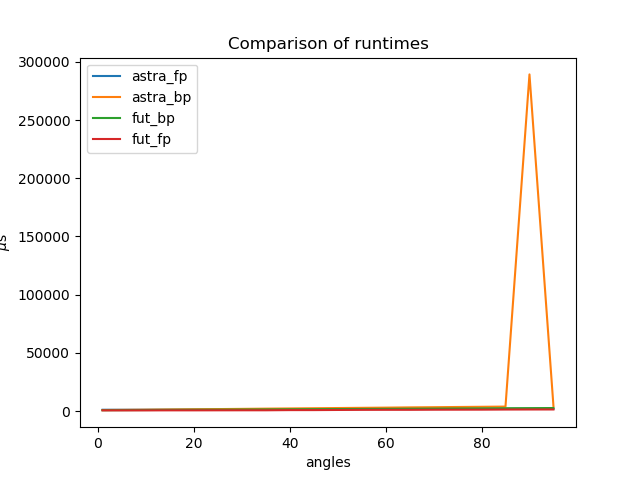 Comparison of runtimes
300000
250000
200000
150000
100000
50000
0
μs
astra_fp
astra_bp
fut_bp
fut_fp
0 20 40 60 80
angles